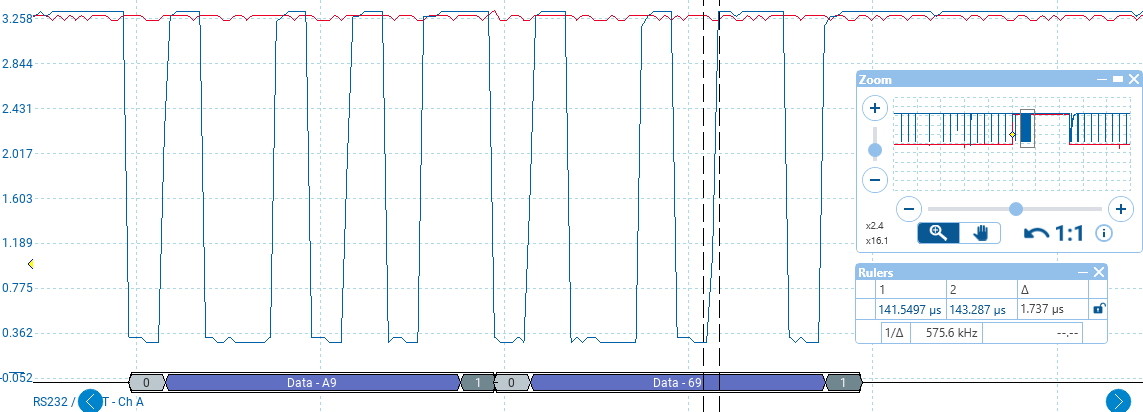 3.258
2.844
2.431
2.017
1.603
1.189
0.775
0.362
-0.052
0
Data - A9
1
0
Data - 69
1
RS232 / T - Ch A
Zoom
x2.4
x16.1
1:1
i
Rulers
1 2 Δ
141.5497 µs 143.287 µs 1.737 µs
1/Δ 575.6 kHz --.--